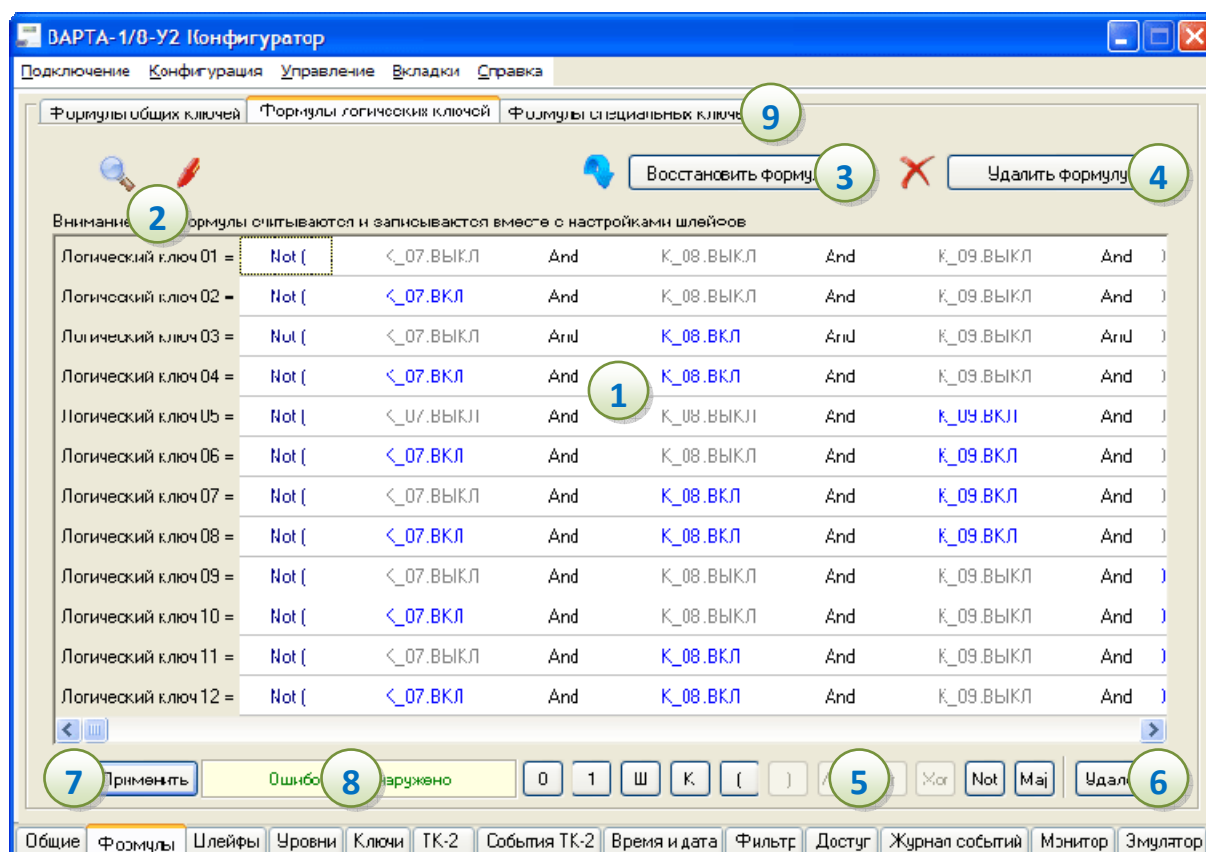 ВАРТА-1/8-У2 Конфигуратор
Подключение Конфигурация Управление Вкладки Справка
Формулы общих ключей Формулы логических ключей Формулы специальных ключе 9
Восстановить форму 3 Удалить формулу 4
2
Внимание ормулы считываются и записываются вместе с настройками шлейфов
Логический ключ 01 = Not ( К_07.ВЫКЛ And К_08.ВЫКЛ And К_09.ВЫКЛ And )
Логический ключ 02 = Not ( К_07.ВКЛ And К_08.ВЫКЛ And К_09.ВЫКЛ And )
Логический ключ 03 = Not ( К_07.ВЫКЛ And К_08.ВКЛ And К_09.ВЫКЛ And )
Логический ключ 04 = Not ( К_07.ВКЛ And К_08.ВКЛ And К_09.ВЫКЛ And )
1
Логический ключ 05 = Not ( К_07.ВЫКЛ And К_08.ВЫКЛ And К_09.ВКЛ And )
Логический ключ 06 = Not ( К_07.ВКЛ And К_08.ВЫКЛ And К_09.ВКЛ And )
Логический ключ 07 = Not ( К_07.ВЫКЛ And К_08.ВКЛ And К_09.ВКЛ And )
Логический ключ 08 = Not ( К_07.ВКЛ And К_08.ВКЛ And К_09.ВКЛ And )
Логический ключ 09 = Not ( К_07.ВЫКЛ And К_08.ВЫКЛ And К_09.ВЫКЛ And )
Логический ключ 10 = Not ( К_07.ВКЛ And К_08.ВЫКЛ And К_09.ВЫКЛ And )
Логический ключ 11 = Not ( К_07.ВЫКЛ And К_08.ВКЛ And К_09.ВЫКЛ And )
Логический ключ 12 = Not ( К_07.ВКЛ And К_08.ВКЛ And К_09.ВЫКЛ And )
7 Применить Ошибо 8 наружено 0 1 Ш К ( ) 5 Xor Not Maj Удал 6
Общие Формулы Шлейфы Уровни Ключи ТК-2 События ТК-2 Время и дата Фильтр Доступ Журнал событий Монитор Эмулятор